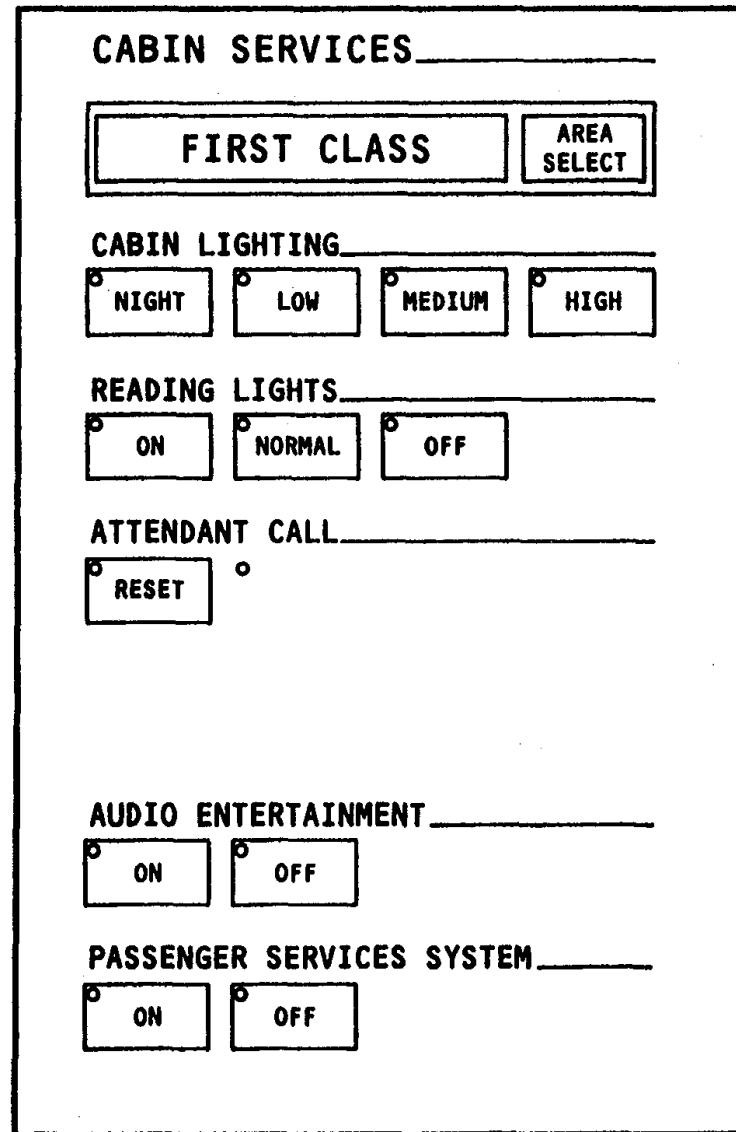 CABIN SERVICES
FIRST CLASS
AREA
SELECT
CABIN LIGHTING
NIGHT LOW MEDIUM HIGH
READING LIGHTS
ON NORMAL OFF
ATTENDANT CALL
RESET
AUDIO ENTERTAINMENT
ON OFF
PASSENGER SERVICES SYSTEM
ON OFF